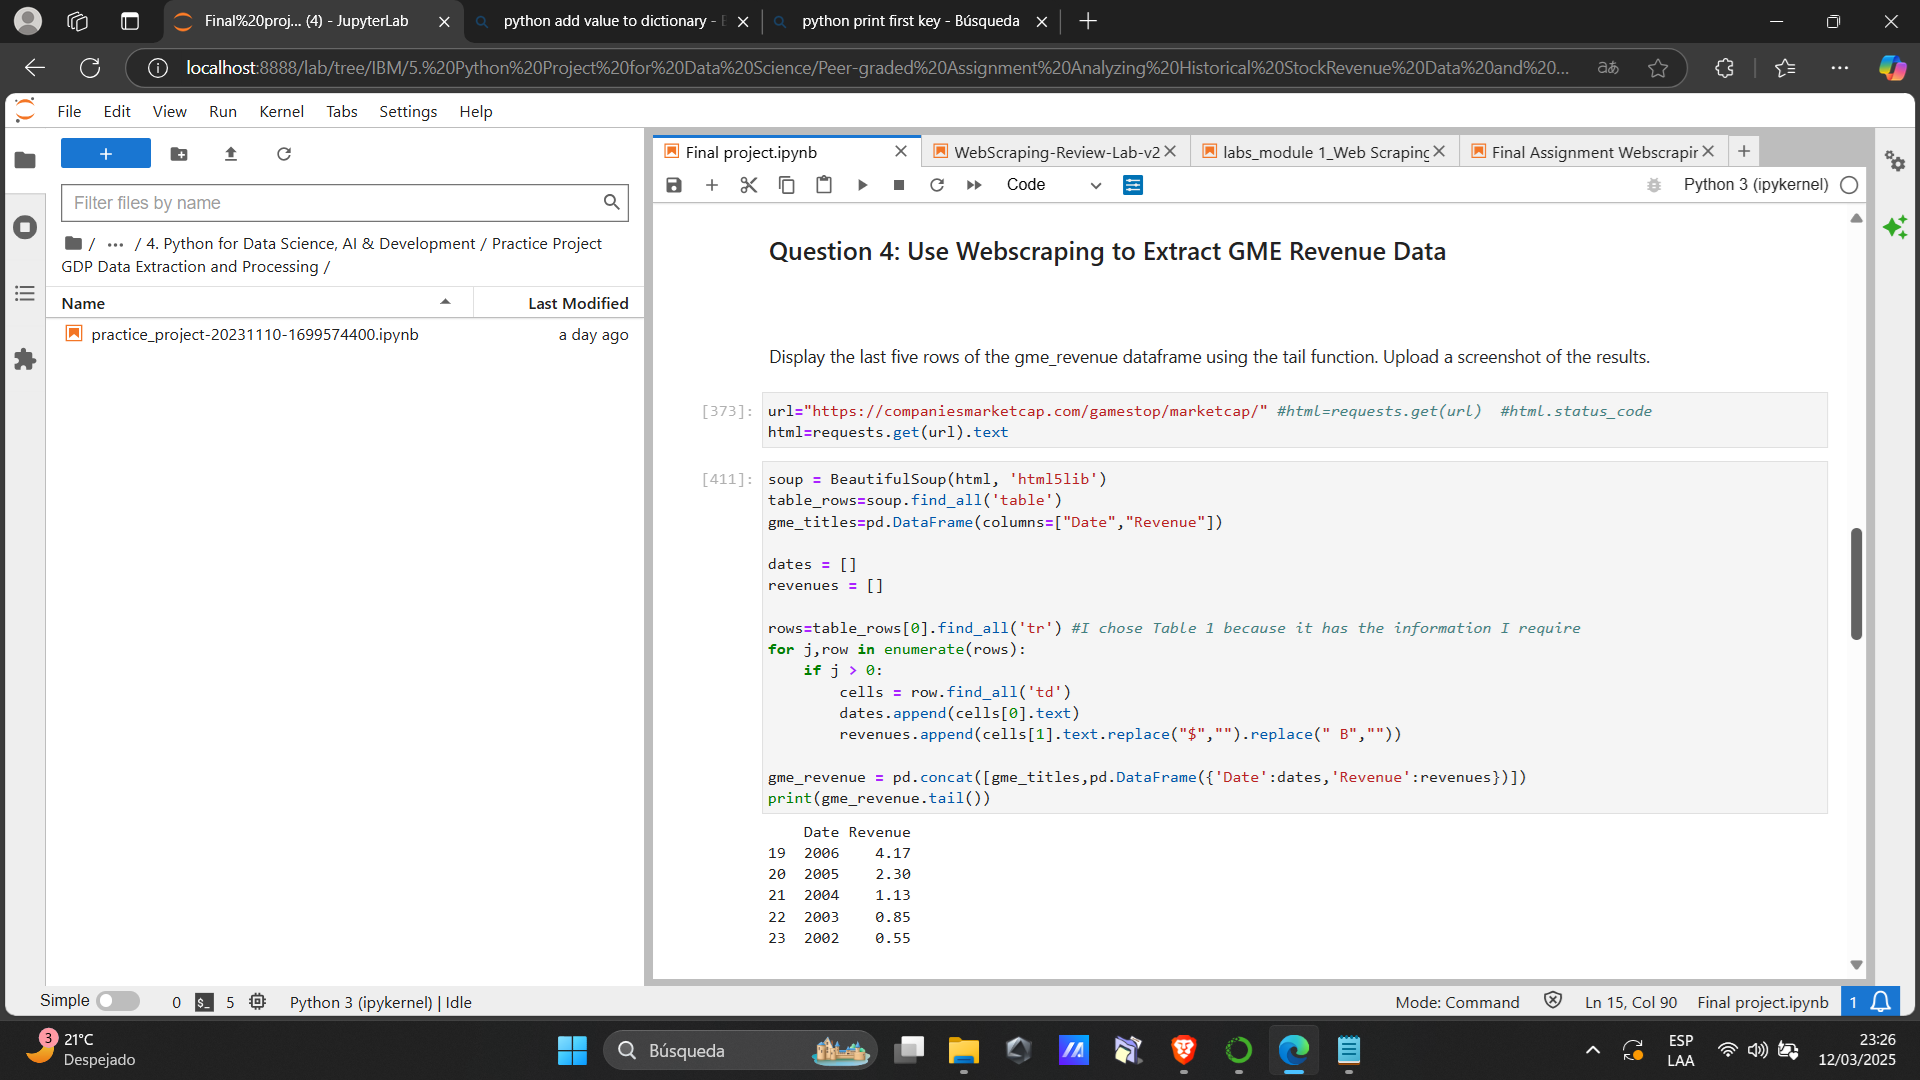 Final%20proj... (4) - JupyterLab
python add value to dictionary -
python print first key - Búsqueda
localhost:8888/lab/tree/IBM/5.%20Python%20Project%20for%20Data%20Science/Peer-graded%20Assignment%20Analyzing%20Historical%20StockRevenue%20Data%20and%20...
File Edit View Run Kernel Tabs Settings Help
Final project.ipynb
WebScraping-Review-Lab-v2
labs_module 1_Web Scraping
Final Assignment Webscrapir
Code
Python 3 (ipykernel)
Filter files by name
/ ... / 4. Python for Data Science, AI & Development / Practice Project
GDP Data Extraction and Processing /
Name Last Modified
practice_project-20231110-1699574400.ipynb a day ago
Question 4: Use Webscraping to Extract GME Revenue Data
Display the last five rows of the gme_revenue dataframe using the tail function. Upload a screenshot of the results.
[373]: url="https://companiesmarketcap.com/gamestop/marketcap/" #html=requests.get(url)  #html.status_code
html=requests.get(url).text
[411]: soup = BeautifulSoup(html, 'html5lib')
table_rows=soup.find_all('table')
gme_titles=pd.DataFrame(columns=["Date","Revenue"])
dates = []
revenues = []
rows=table_rows[0].find_all('tr') #I chose Table 1 because it has the information I require
for j,row in enumerate(rows):
    if j > 0:
        cells = row.find_all('td')
        dates.append(cells[0].text)
        revenues.append(cells[1].text.replace("$","").replace(" B",""))
gme_revenue = pd.concat([gme_titles,pd.DataFrame({'Date':dates,'Revenue':revenues})])
print(gme_revenue.tail())
    Date Revenue
19  2006    4.17
20  2005    2.30
21  2004    1.13
22  2003    0.85
23  2002    0.55
Simple 0 $_ 5 Python 3 (ipykernel) | Idle
Mode: Command Ln 15, Col 90 Final project.ipynb 1
3 21°C
Despejado
Búsqueda
ESP
LAA
23:26
12/03/2025